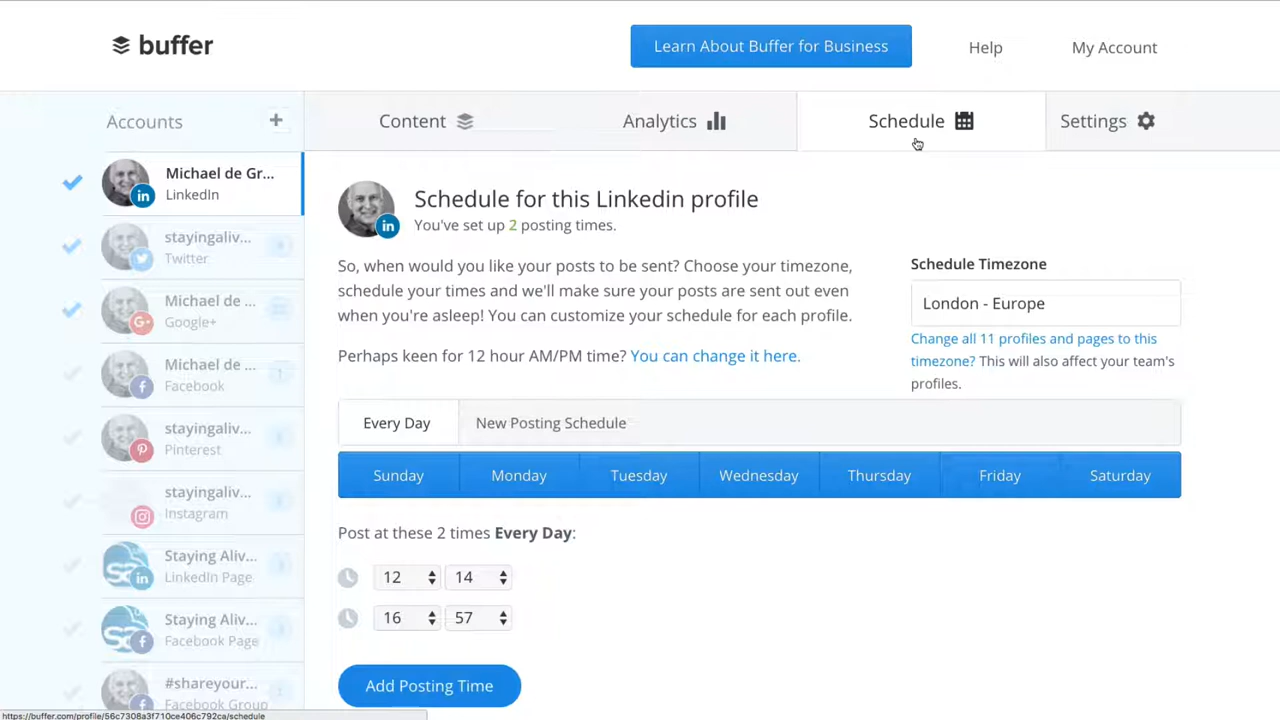 buffer
Learn About Buffer for Business
Help
My Account
Accounts
Content
Analytics
Schedule
Settings
Michael de Gr...
LinkedIn
stayingaliv...
Twitter
Michael de ...
Google+
Michael de ...
Facebook
stayingaliv...
Pinterest
stayingaliv...
Instagram
Staying Aliv...
LinkedIn Page
Staying Aliv...
Facebook Page
#shareyour...
Facebook Group
Schedule for this Linkedin profile
You've set up 2 posting times.
So, when would you like your posts to be sent? Choose your timezone,
schedule your times and we'll make sure your posts are sent out even
when you're asleep! You can customize your schedule for each profile.
Perhaps keen for 12 hour AM/PM time? You can change it here.
Schedule Timezone
London - Europe
Change all 11 profiles and pages to this
timezone? This will also affect your team's
profiles.
Every Day
New Posting Schedule
Sunday Monday Tuesday Wednesday Thursday Friday Saturday
Post at these 2 times Every Day:
12 14
16 57
Add Posting Time
https://buffer.com/profile/56c7308a3f710ce406c792ca/schedule